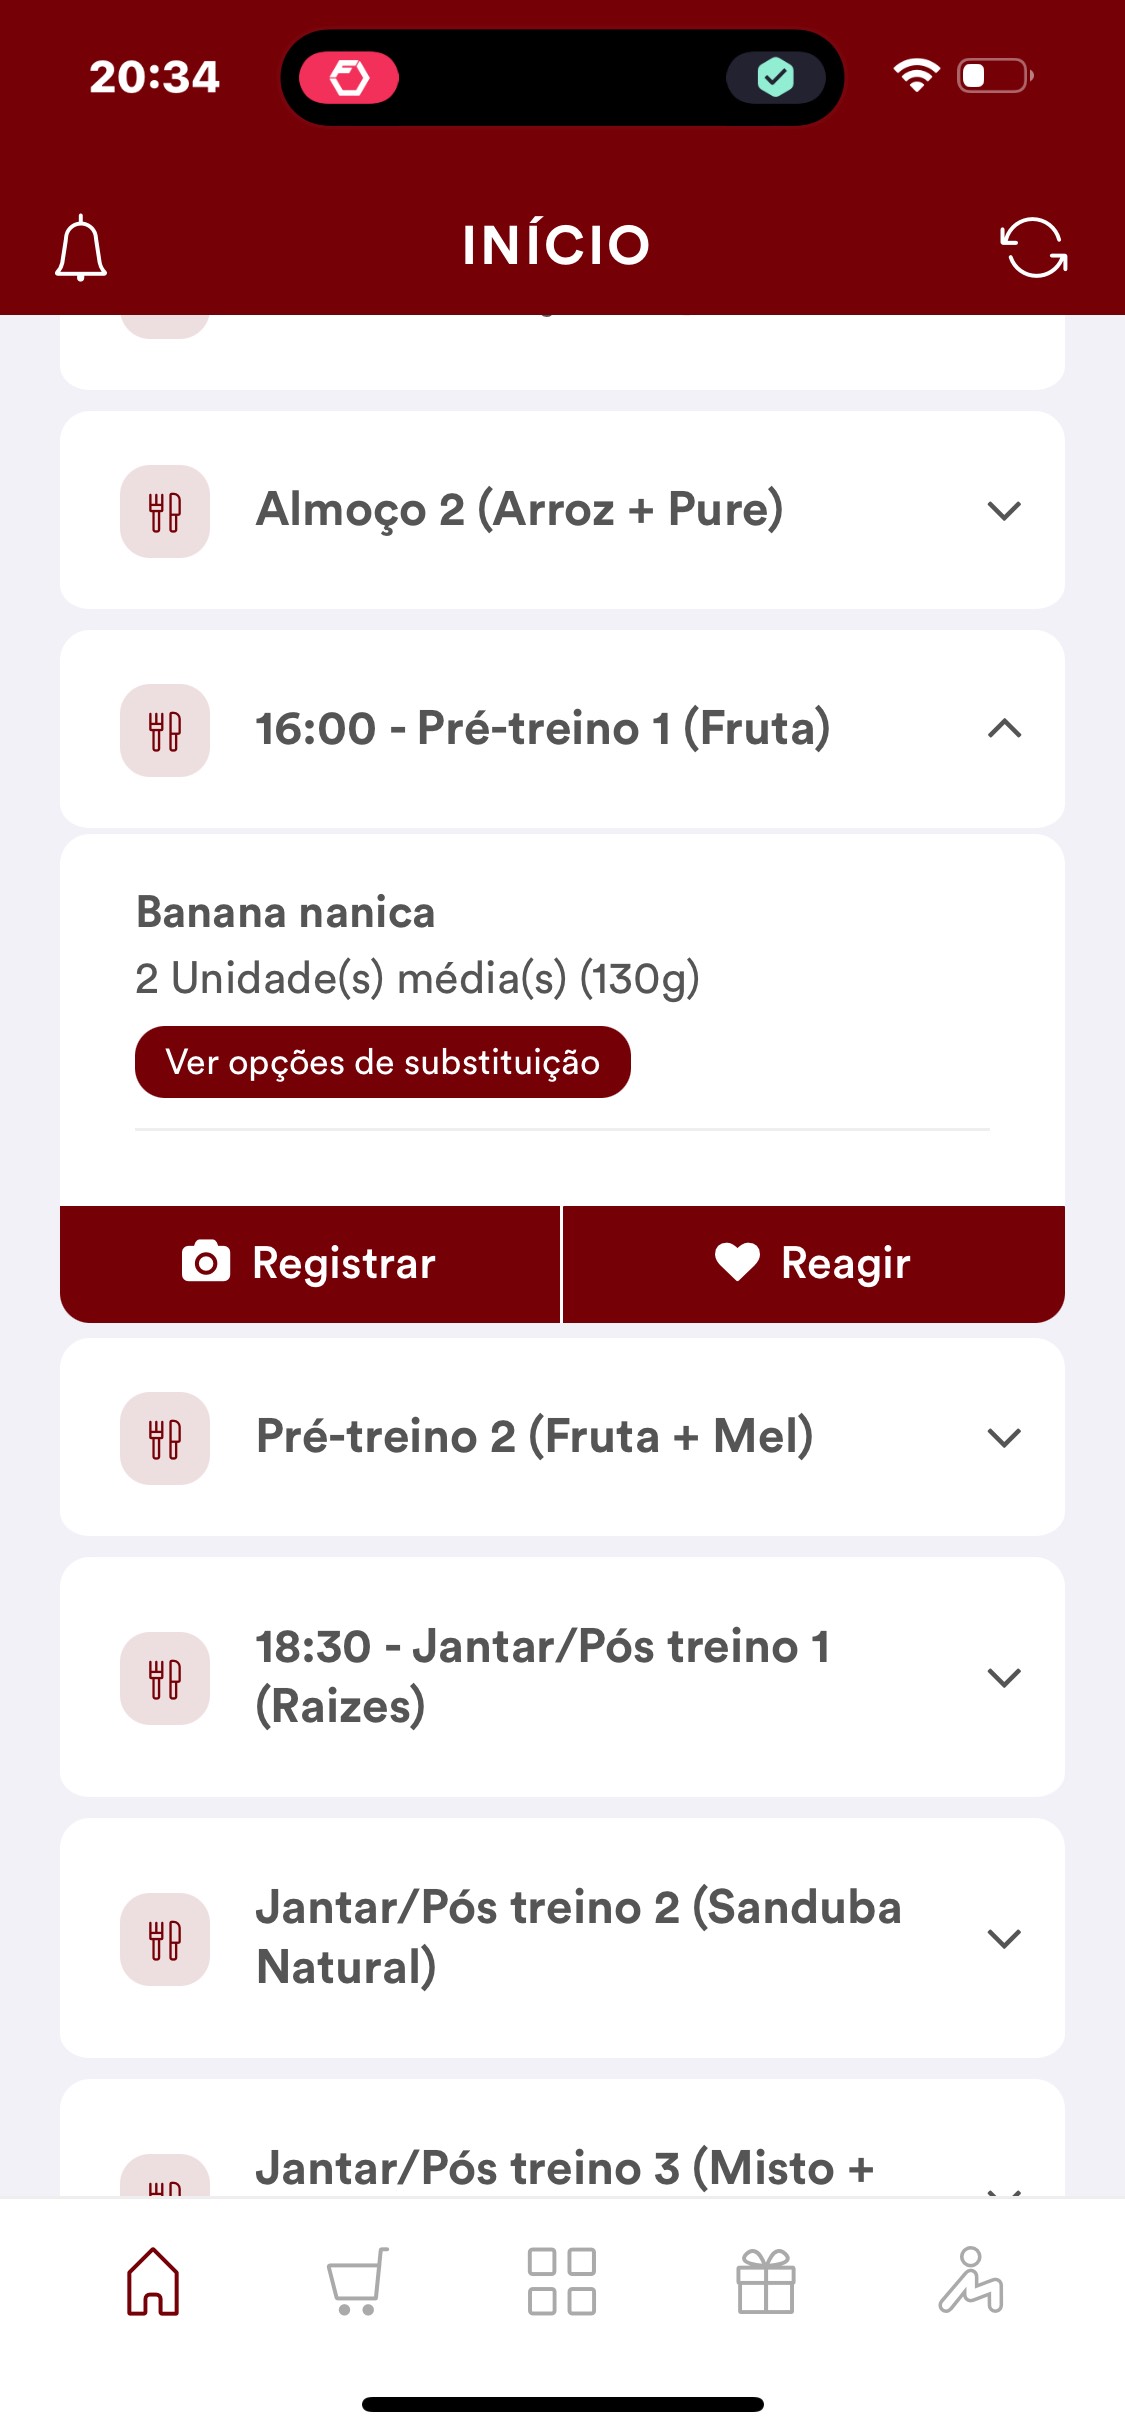 20:34
INÍCIO
Almoço 2 (Arroz + Pure)
16:00 - Pré-treino 1 (Fruta)
Banana nanica
2 Unidade(s) média(s) (130g)
Ver opções de substituição
Registrar
Reagir
Pré-treino 2 (Fruta + Mel)
18:30 - Jantar/Pós treino 1
(Raizes)
Jantar/Pós treino 2 (Sanduba
Natural)
Jantar/Pós treino 3 (Misto +